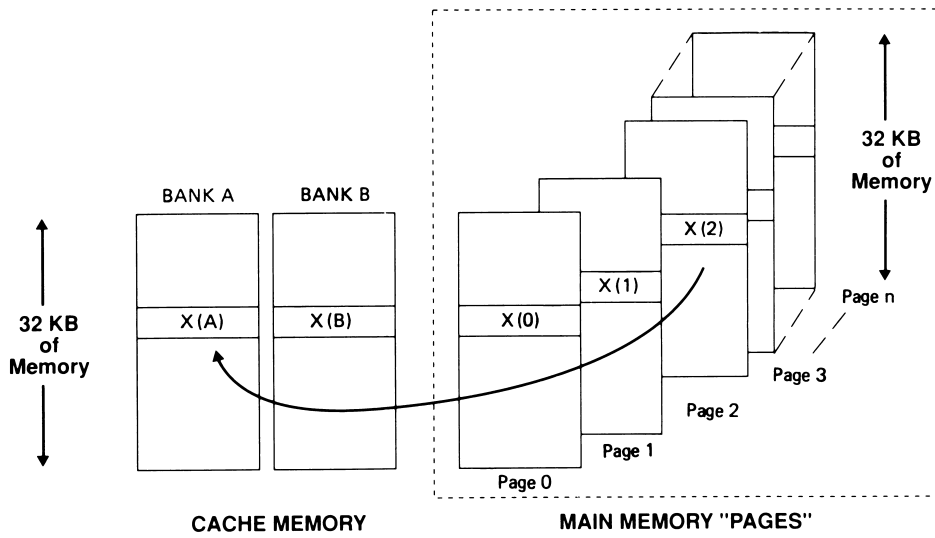 BANK A
BANK B
32 KB
of
Memory
X(A)
X(B)
X(0)
X(1)
X(2)
32 KB
of
Memory
Page 0
Page 1
Page 2
Page 3
Page n
CACHE MEMORY
MAIN MEMORY "PAGES"